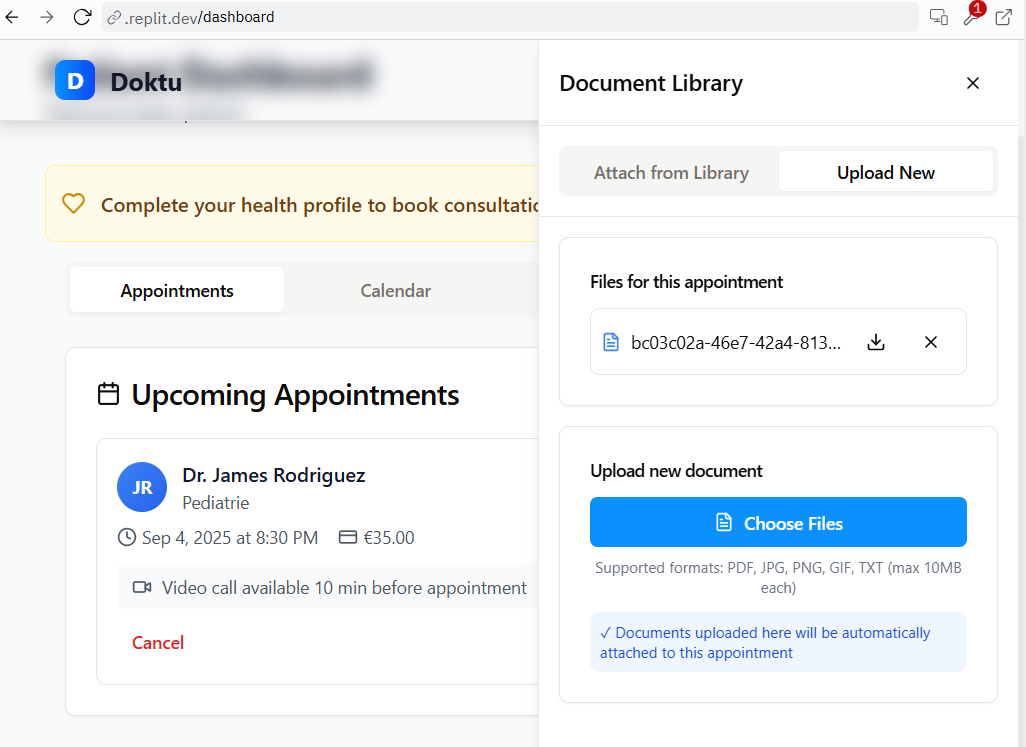 .replit.dev/dashboard
1
D
Doktu
Document Library
Attach from Library
Upload New
Complete your health profile to book
Appointments
Calendar
Files for this appointment
bc03c02a-46e7-42a4-813...
Upcoming Appointments
JR
Dr. James Rodriguez
Pediatrie
Sep 4, 2025 at 8:30 PM
€35.00
Video call available 10 min before appointment
Cancel
Upload new document
Choose Files
Supported formats: PDF, JPG, PNG, GIF, TXT (max 10MB
each)
✓ Documents uploaded here will be automatically
attached to this appointment